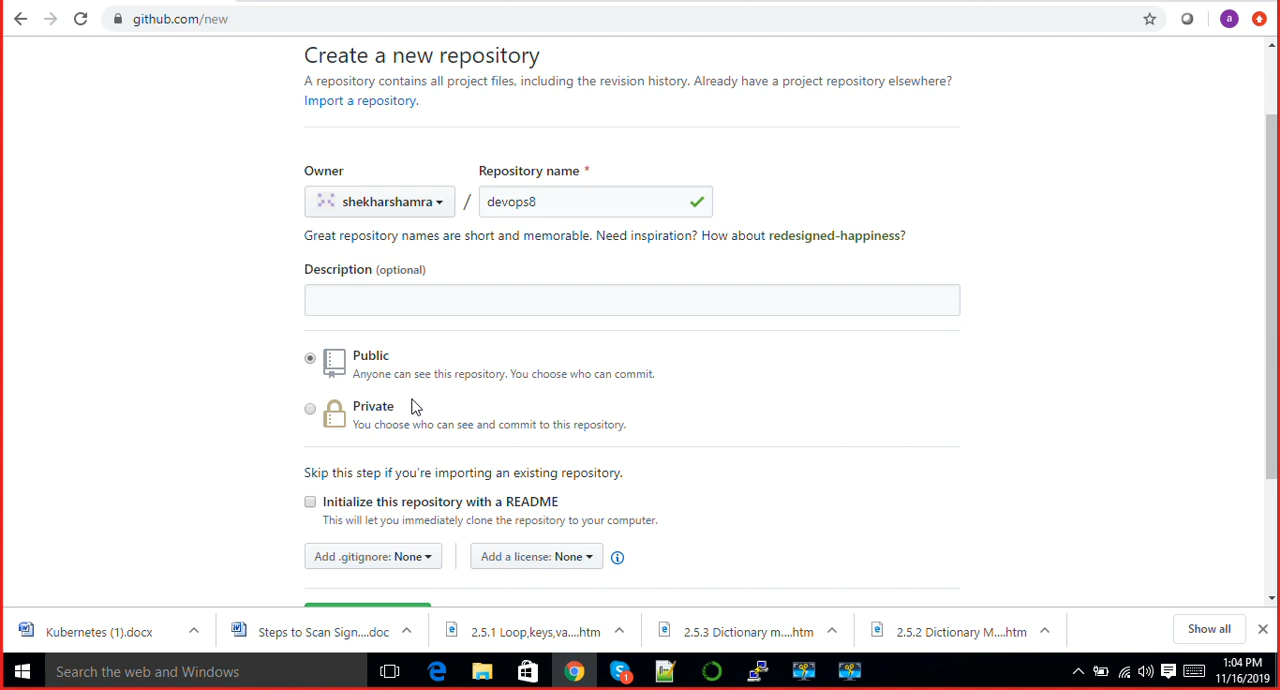 github.com/new
a
Create a new repository
A repository contains all project files, including the revision history. Already have a project repository elsewhere?
Import a repository.
Owner
Repository name *
shekharshamra / devops8
Great repository names are short and memorable. Need inspiration? How about redesigned-happiness?
Description (optional)
Public
Anyone can see this repository. You choose who can commit.
Private
You choose who can see and commit to this repository.
Skip this step if you're importing an existing repository.
Initialize this repository with a README
This will let you immediately clone the repository to your computer.
Add .gitignore: None
Add a license: None
Kubernetes (1).docx
Steps to Scan Sign....doc
2.5.1 Loop,keys,va....htm
2.5.3 Dictionary m....htm
2.5.2 Dictionary M....htm
Show all
Search the web and Windows
1
1:04 PM
11/16/2019